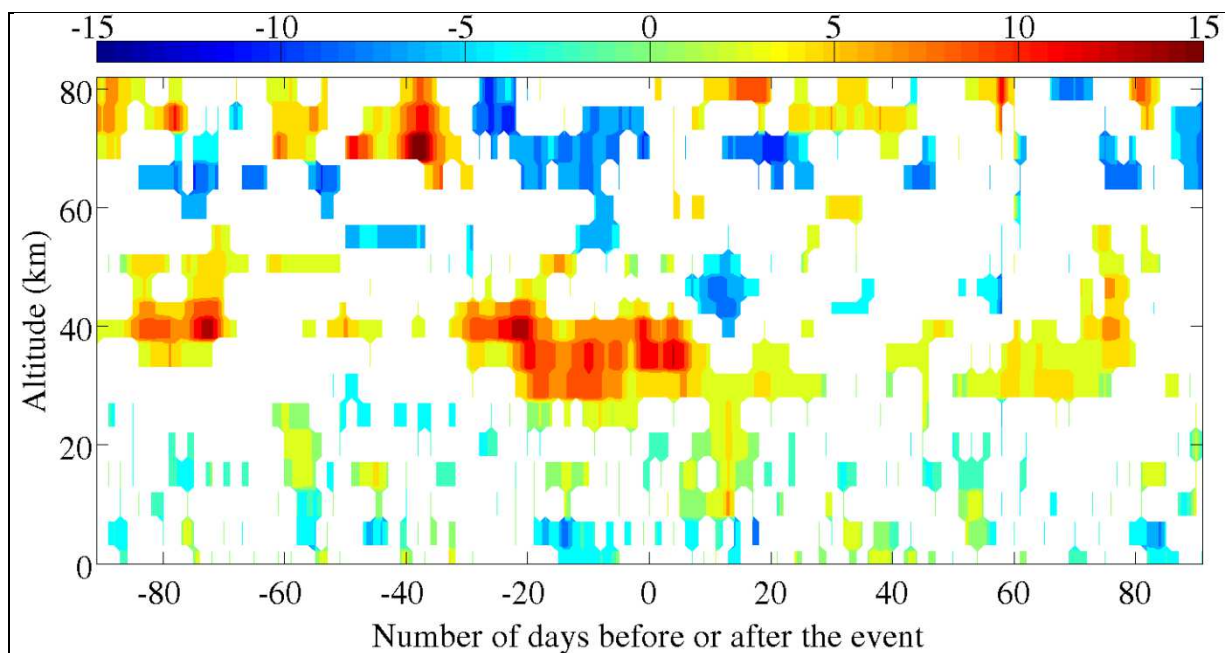 -15 -10 -5 0 5 10 15
80
60
40
20
0
Altitude (km)
-80 -60 -40 -20 0 20 40 60 80
Number of days before or after the event